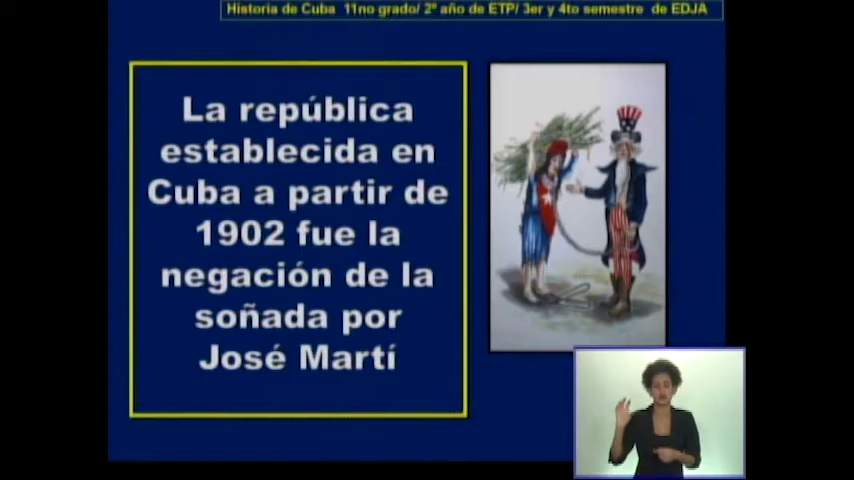 Historia de Cuba 11no grado/ 2º año de ETP/ 3er y 4to semestre de EDJA
La república
establecida en
Cuba a partir de
1902 fue la
negación de la
soñada por
José Martí